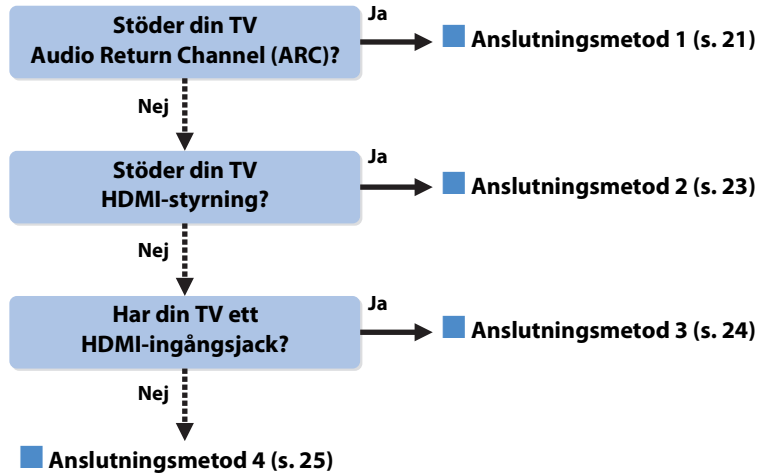 Stöder din TV
Audio Return Channel (ARC)?
Ja
Anslutningsmetod 1 (s. 21)
Nej
Stöder din TV
HDMI-styrning?
Ja
Anslutningsmetod 2 (s. 23)
Nej
Har din TV ett
HDMI-ingångsjack?
Ja
Anslutningsmetod 3 (s. 24)
Nej
Anslutningsmetod 4 (s. 25)